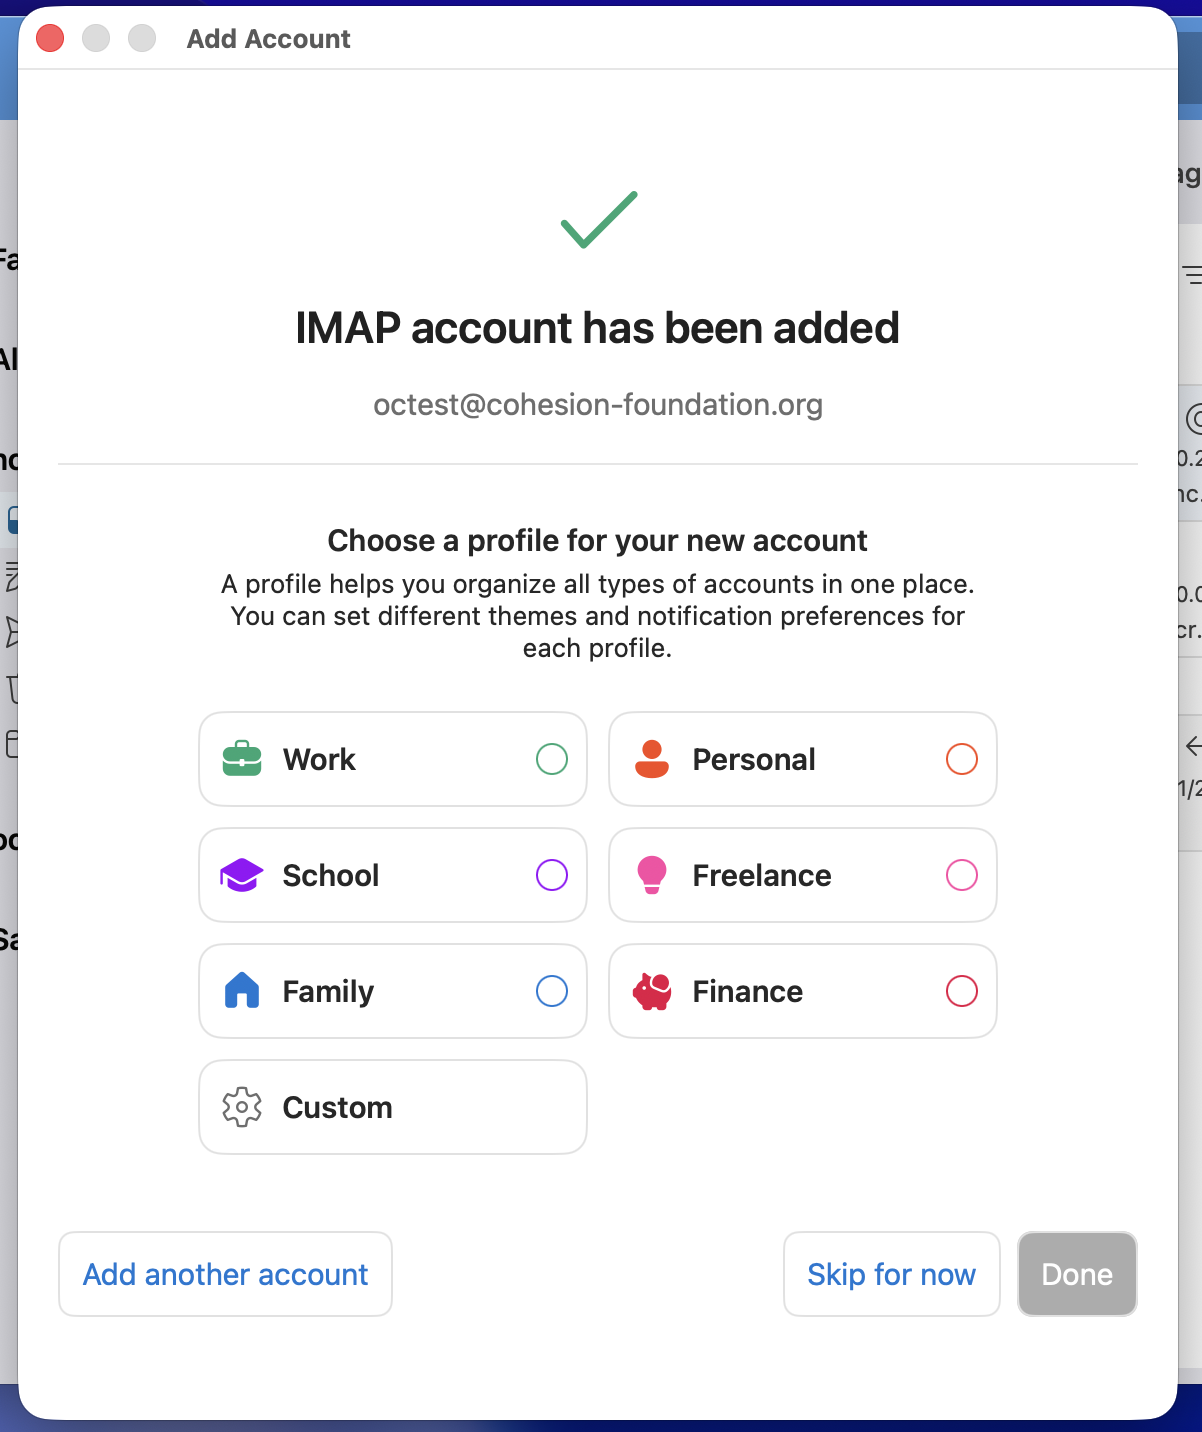 Add Account
IMAP account has been added
octest@cohesion-foundation.org
Choose a profile for your new account
A profile helps you organize all types of accounts in one place.
You can set different themes and notification preferences for
each profile.
Work
Personal
School
Freelance
Family
Finance
Custom
Add another account
Skip for now
Done